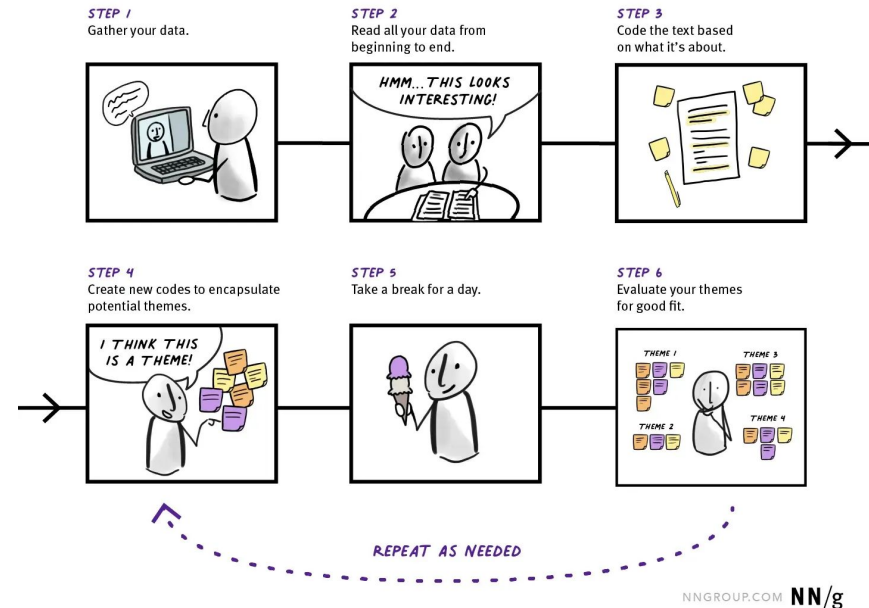 STEP 1
Gather your data.
STEP 2
Read all your data from
beginning to end.
STEP 3
Code the text based
on what it's about.
HMM... THIS LOOKS
INTERESTING!
STEP 4
Create new codes to encapsulate
potential themes.
STEP 5
Take a break for a day.
STEP 6
Evaluate your themes
for good fit.
I THINK THIS
IS A THEME!
THEME 1
THEME 3
THEME 2
THEME 4
REPEAT AS NEEDED
NNGROUP.COM NN/g